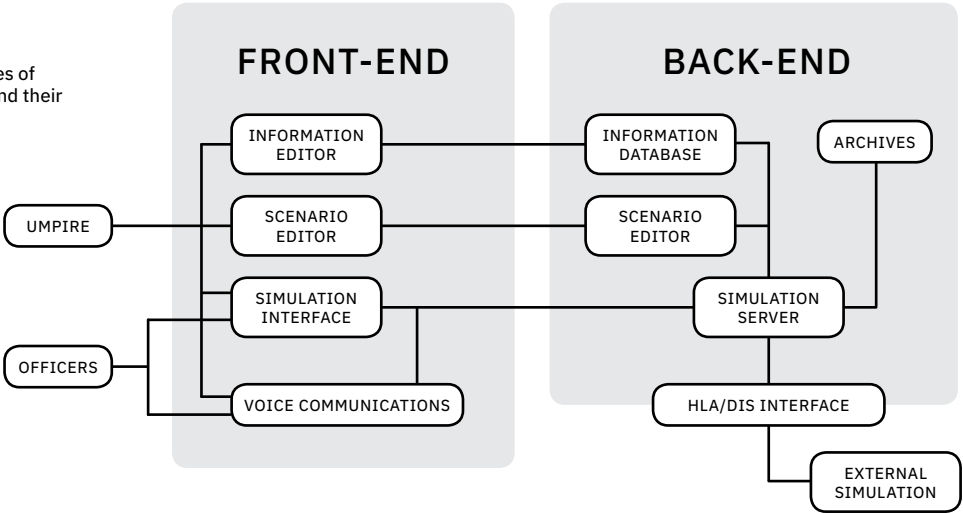 es of
nd their
FRONT-END
BACK-END
INFORMATION
EDITOR
INFORMATION
DATABASE
ARCHIVES
UMPIRE
SCENARIO
EDITOR
SCENARIO
EDITOR
SIMULATION
INTERFACE
SIMULATION
SERVER
OFFICERS
VOICE COMMUNICATIONS
HLA/DIS INTERFACE
EXTERNAL
SIMULATION